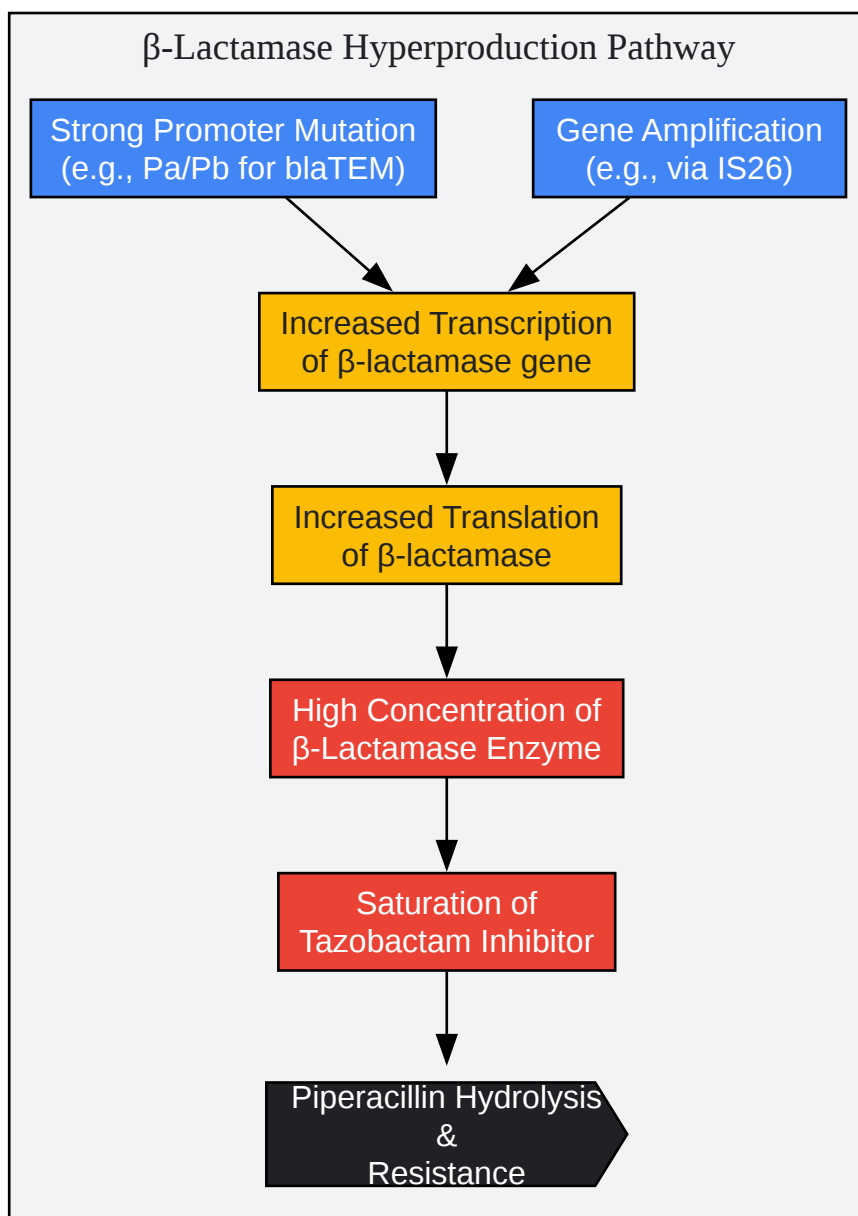 β-Lactamase Hyperproduction Pathway
Strong Promoter Mutation
(e.g., Pa/Pb for blaTEM)
Gene Amplification
(e.g., via IS26)
Increased Transcription
of β-lactamase gene
Increased Translation
of β-lactamase
High Concentration of
β-Lactamase Enzyme
Saturation of
Tazobactam Inhibitor
Piperacillin Hydrolysis
&
Resistance